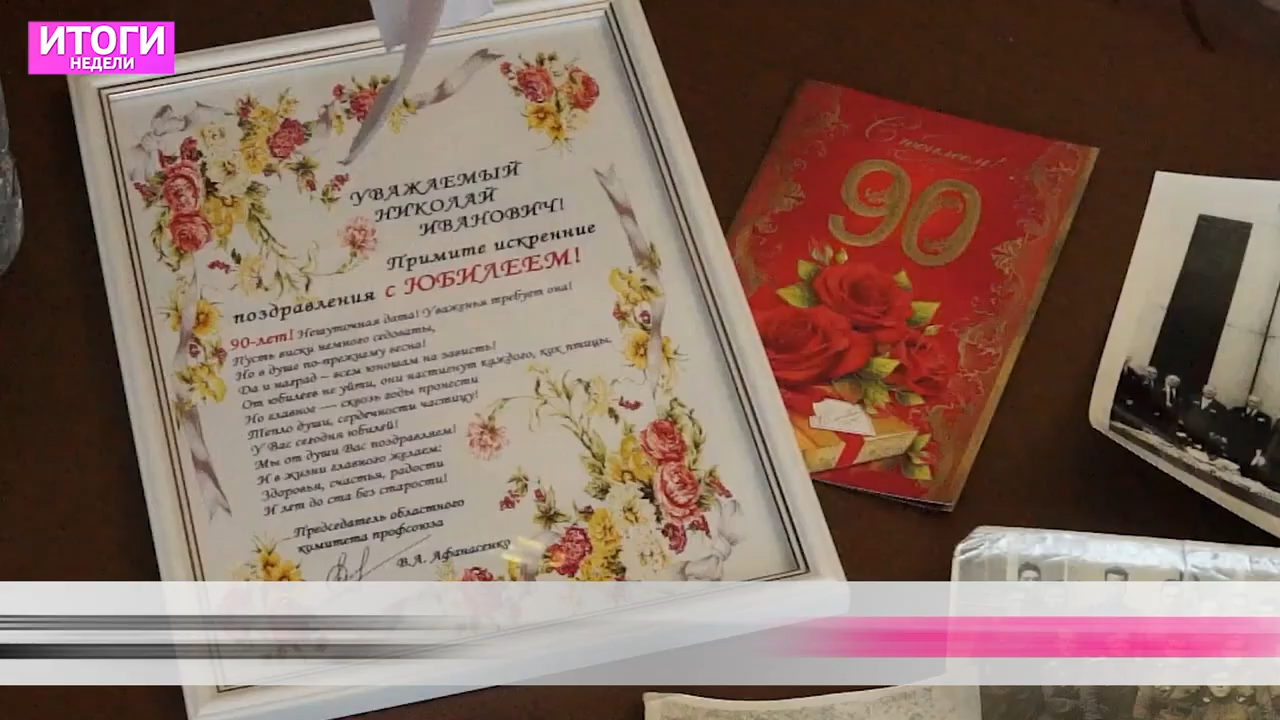 ИТОГИ
НЕДЕЛИ
УВАЖАЕМЫЙ
НИКОЛАЙ
ИВАНОВИЧ!
Примите искренние
поздравления с ЮБИЛЕЕМ!
90-лет! Нешуточная дата! Уваженья требует она!
Пусть виски немного седоваты,
Но в душе по-прежнему весна!
Да и наград – всем юношам на зависть!
От юбилеев не уйти, они настигнут каждого, как птицы,
Но главное — сквозь годы пронести
Тепло души, сердечности частицу!
У Вас сегодня юбилей!
Мы от души Вас поздравляем!
И в жизни главного желаем:
Здоровья, счастья, радости
И лет до ста без старости!
Председатель областного
комитета профсоюза
В.А. Афанасенко
С юбилеем!
90